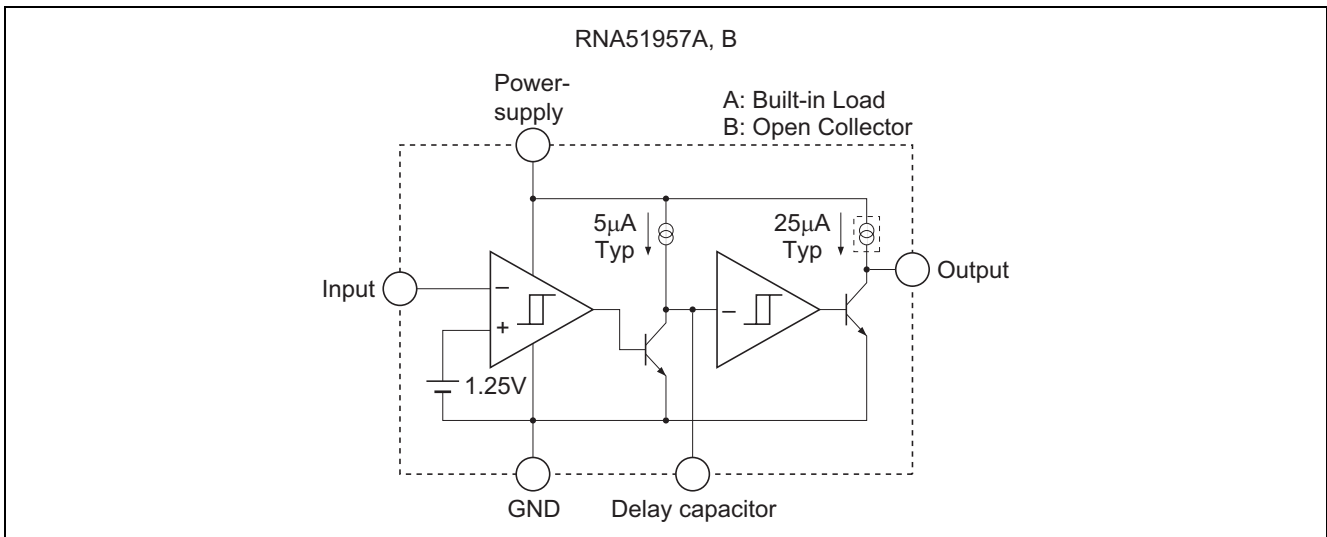 RNA51957A, B
Power-
supply
A: Built-in Load
B: Open Collector
5μA
Typ
25μA
Typ
Input
−
+
1.25V
−
Output
GND
Delay capacitor